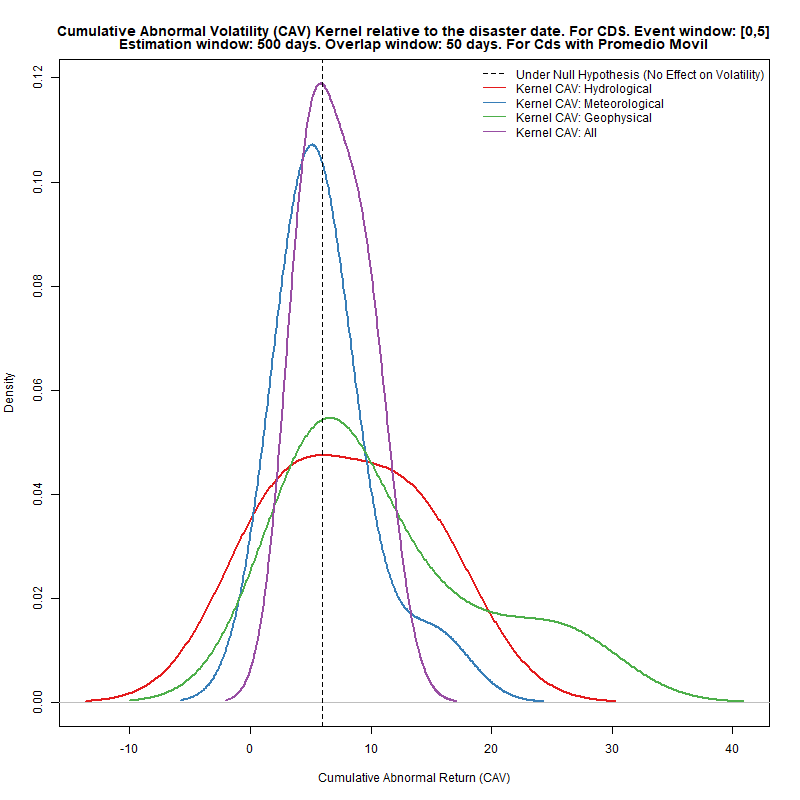 Cumulative Abnormal Volatility (CAV) Kernel relative to the disaster date. For CDS. Event window: [0,5]
Estimation window: 500 days. Overlap window: 50 days. For Cds with Promedio Movil
Under Null Hypothesis (No Effect on Volatility)
Kernel CAV: Hydrological
Kernel CAV: Meteorological
Kernel CAV: Geophysical
Kernel CAV: All
0.12
0.10
0.08
0.06
0.04
0.02
0.00
Density
-10
0
10
20
30
40
Cumulative Abnormal Return (CAV)